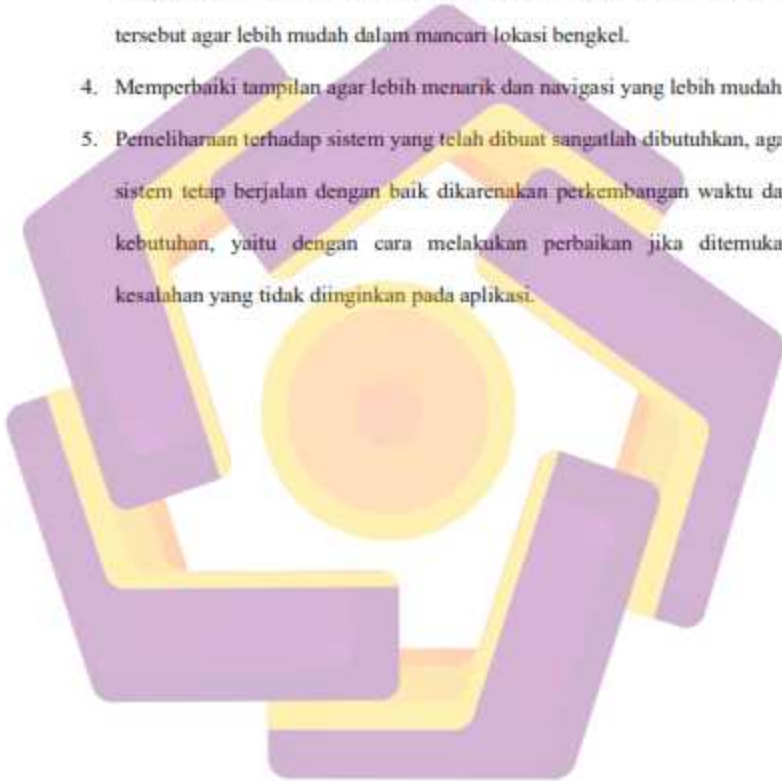 tersebut agar lebih mudah dalam mancari lokasi bengkel.
4. Memperbaiki tampilan agar lebih menarik dan navigasi yang lebih mudah
5. Pemeliharaan terhadap sistem yang telah dibuat sangatlah dibutuhkan, aga
sistem tetap berjalan dengan baik dikarenakan perkembangan waktu da
kebutuhan, yaitu dengan cara melakukan perbaikan jika ditemuka
kesalahan yang tidak diinginkan pada aplikasi.